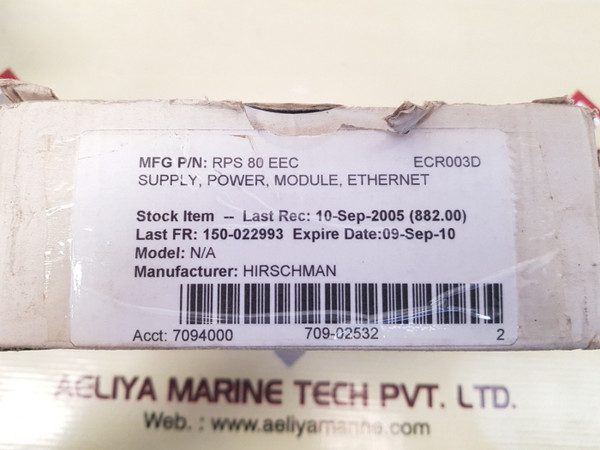 MFG P/N: RPS 80 EEC ECR003D
SUPPLY, POWER, MODULE, ETHERNET
Stock Item -- Last Rec: 10-Sep-2005 (882.00)
Last FR: 150-022993 Expire Date:09-Sep-10
Model: N/A
Manufacturer: HIRSCHMAN
Acct: 7094000 709-02532 2
AELIYA MARINE TECH PVT. LTD.
Web. : www.aeliyamarine.com